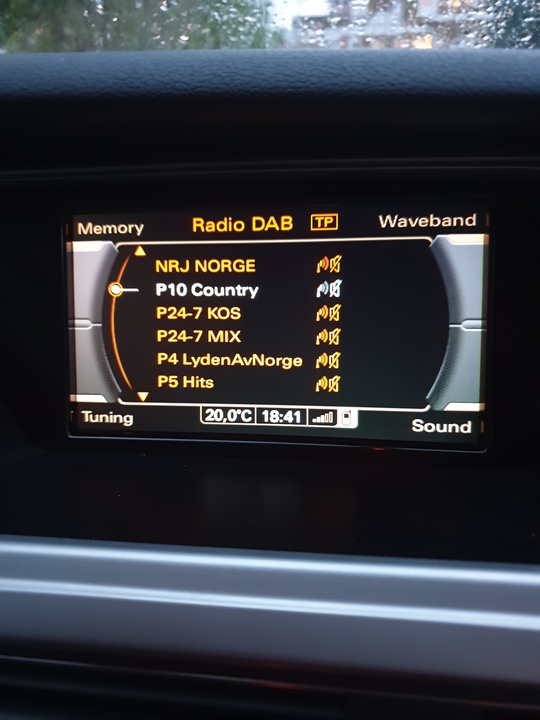 Memory Radio DAB TP Waveband
NRJ NORGE
P10 Country
P24-7 KOS
P24-7 MIX
P4 LydenAvNorge
P5 Hits
Tuning 20,0°C 18:41 Sound